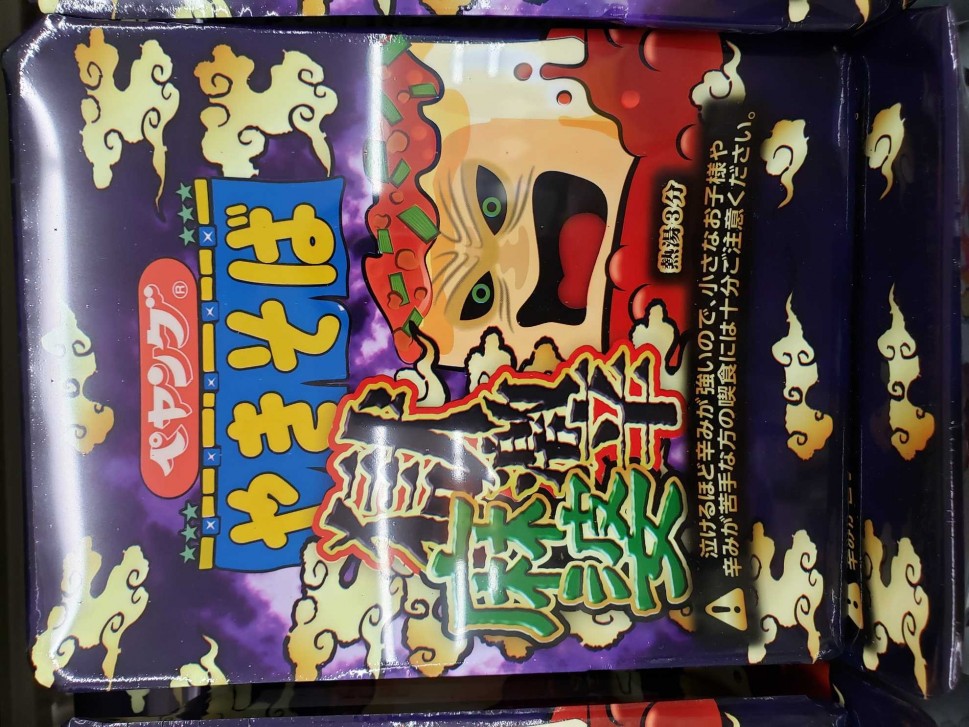 ペヤング®
やきそば
獄激辛
麻婆
熱湯3分
泣けるほど辛みが強いので、小さなお子様や
辛みが苦手な方の喫食には十分ご注意ください。